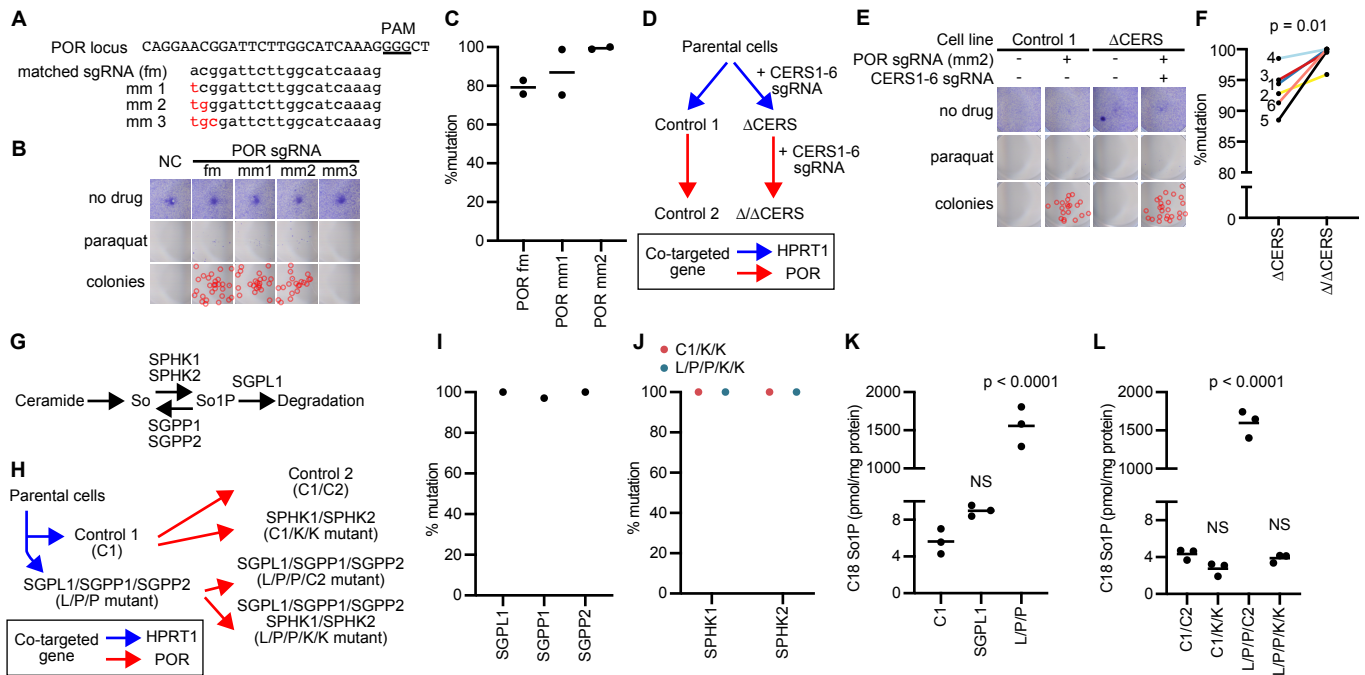 A
PAM
POR locus CAGGAACGGATTCTTGGCATCAAAGGGGCT
matched sgRNA (fm) acggattcttggcatcaaag
mm 1 tcggattcttggcatcaaag
mm 2 tgggattcttggcatcaaag
mm 3 tgcgattcttggcatcaaag
B
POR sgRNA
NC fm mm1 mm2 mm3
no drug
paraquat
colonies
C
%mutation
100
80
60
40
20
0
POR fm
POR mm1
POR mm2
D
Parental cells
+ CERS1-6
sgRNA
Control 1 ΔCERS
+ CERS1-6
sgRNA
Control 2 Δ/ΔCERS
Co-targeted
gene
HPRT1
POR
E
Cell line Control 1 ΔCERS
POR sgRNA (mm2) - + - +
CERS1-6 sgRNA - - - +
no drug
paraquat
colonies
F
p = 0.01
%mutation
100
95
90
85
80
0
4
3
1
2
6
5
ΔCERS
Δ/ΔCERS
G
SPHK1
SPHK2
SGPL1
Ceramide So So1P Degradation
SGPP1
SGPP2
H
Parental cells
Control 1
(C1)
SGPL1/SGPP1/SGPP2
(L/P/P mutant)
Control 2
(C1/C2)
SPHK1/SPHK2
(C1/K/K mutant)
SGPL1/SGPP1/SGPP2
(L/P/P/C2 mutant)
SGPL1/SGPP1/SGPP2
SPHK1/SPHK2
(L/P/P/K/K mutant)
Co-targeted
gene
HPRT1
POR
I
% mutation
100
80
60
40
20
0
SGPL1
SGPP1
SGPP2
J
C1/K/K
L/P/P/K/K
% mutation
100
80
60
40
20
0
SPHK1
SPHK2
K
p < 0.0001
C18 So1P (pmol/mg protein)
2000
1500
1000
8
4
0
NS
C1
SGPL1
L/P/P
L
p < 0.0001
C18 So1P (pmol/mg protein)
2000
1500
1000
8
4
0
NS
NS
C1/C2
C1/K/K
L/P/P/C2
L/P/P/K/K